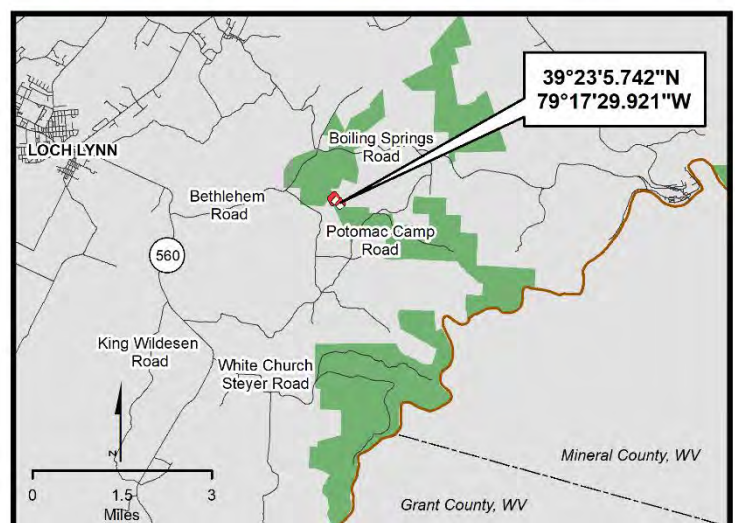 39°23'5.742"N
79°17'29.921"W
Boiling Springs
Road
LOCH LYNN
Bethlehem
Road
Potomac Camp
Road
560
King Wildesen
Road
White Church
Steyer Road
z
Mineral County, WV
0 1.5 3
Miles
Grant County, WV